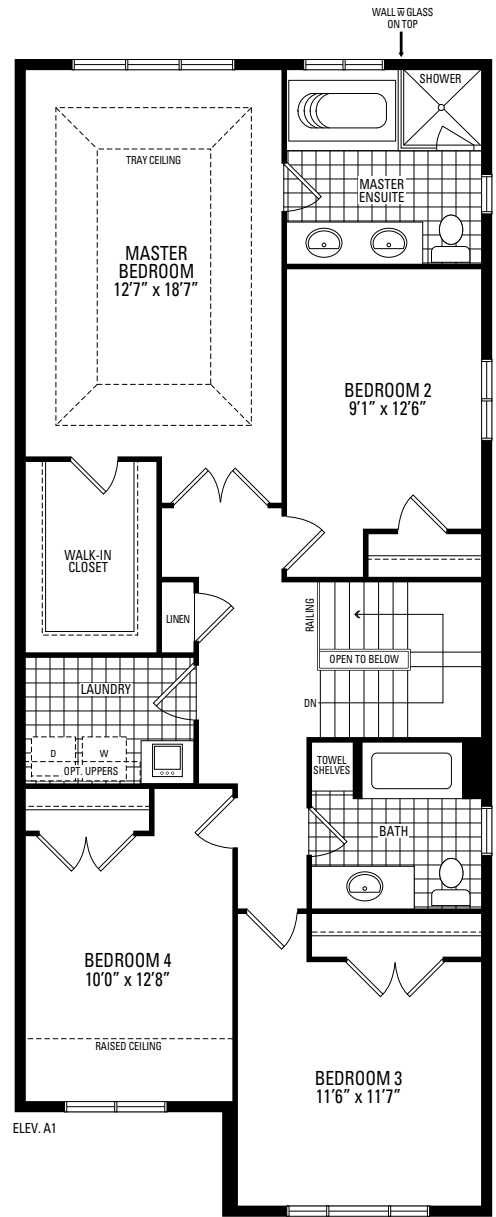 WALL w̅ GLASS
ON TOP
SHOWER
TRAY CEILING
MASTER
ENSUITE
MASTER
BEDROOM
12'7" x 18'7"
BEDROOM 2
9'1" x 12'6"
WALK-IN
CLOSET
LINEN
RAILING
OPEN TO BELOW
LAUNDRY
DN
D
W
OPT. UPPERS
TOWEL
SHELVES
BATH
BEDROOM 4
10'0" x 12'8"
RAISED CEILING
BEDROOM 3
11'6" x 11'7"
ELEV. A1